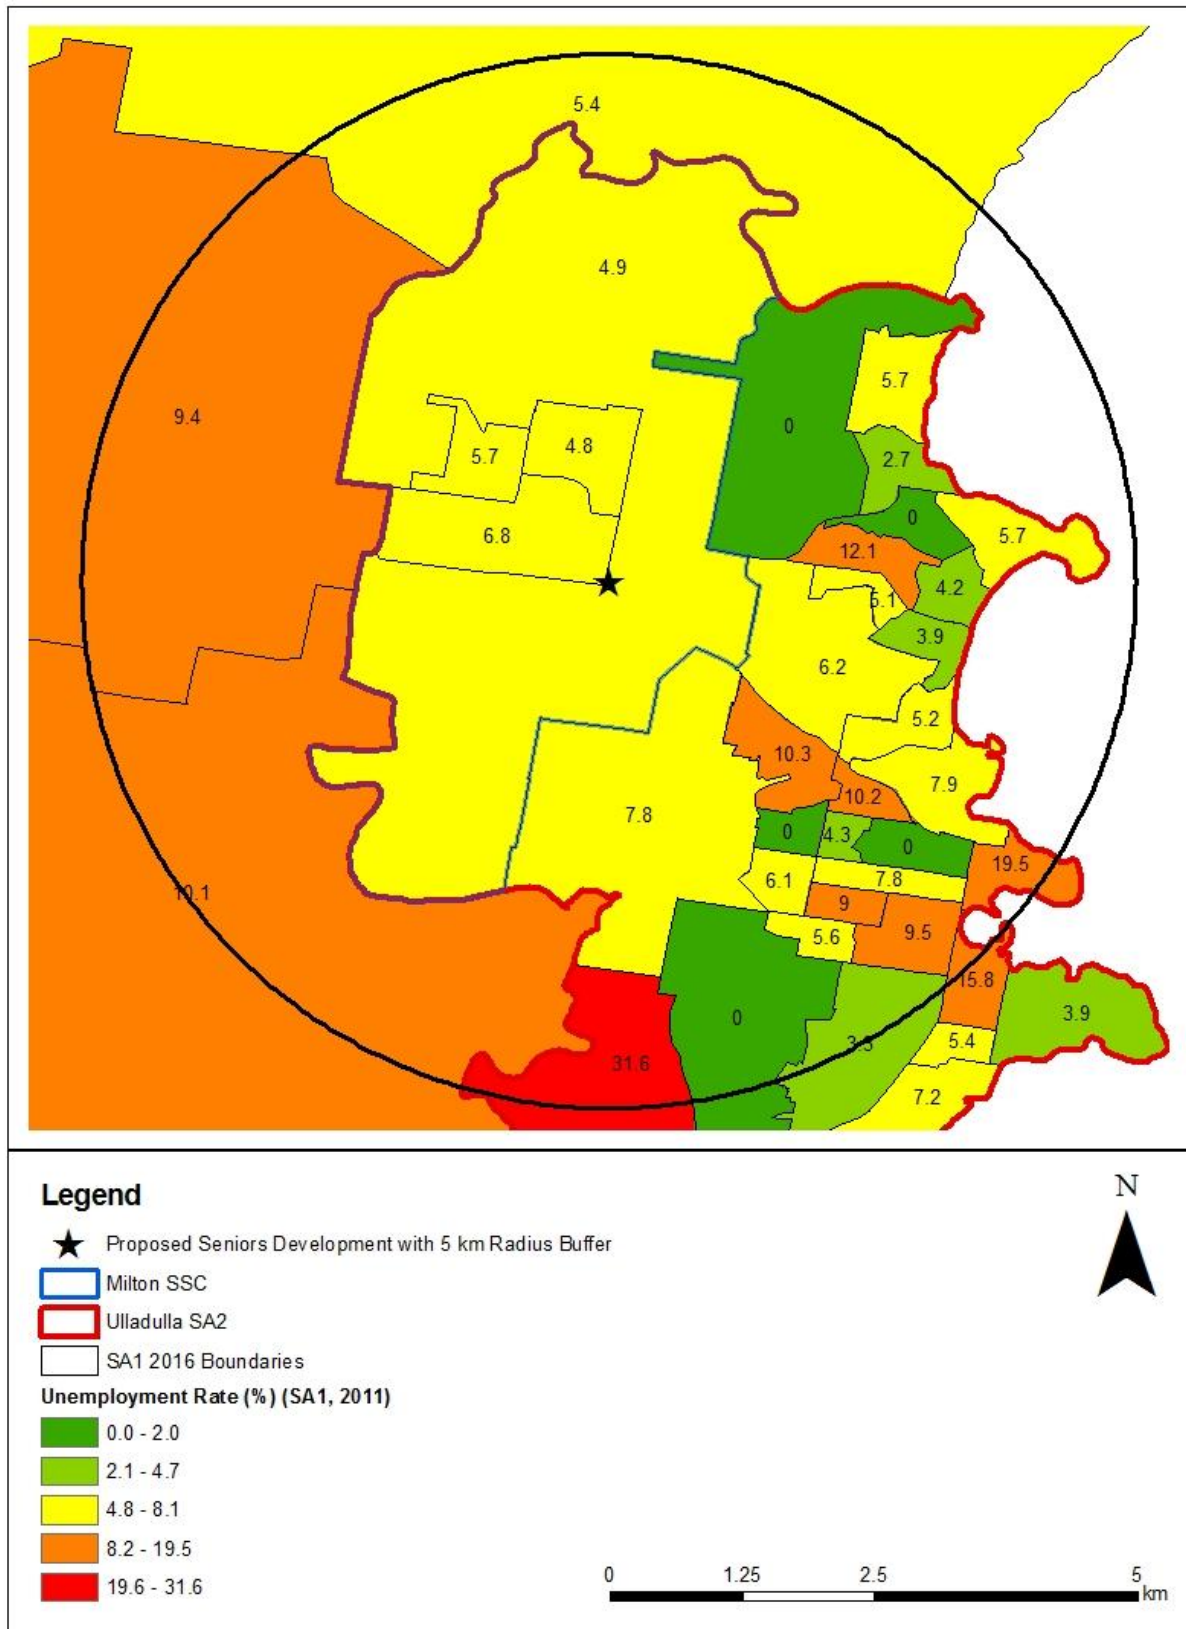 5.4
4.9
9.4
5.7
4.8
5.7
0
2.7
6.8
0
5.7
12.1
4.2
5.1
3.9
6.2
5.2
10.3
7.9
10.2
7.8
0
4.3
0
19.5
6.1
7.8
10.1
9
9.5
5.6
15.8
0
3.9
3.3
5.4
31.6
7.2
Legend
Proposed Seniors Development with 5 km Radius Buffer
Milton SSC
Ulladulla SA2
SA1 2016 Boundaries
Unemployment Rate (%) (SA1, 2011)
0.0 - 2.0
2.1 - 4.7
4.8 - 8.1
8.2 - 19.5
19.6 - 31.6
N
0 1.25 2.5 5
km